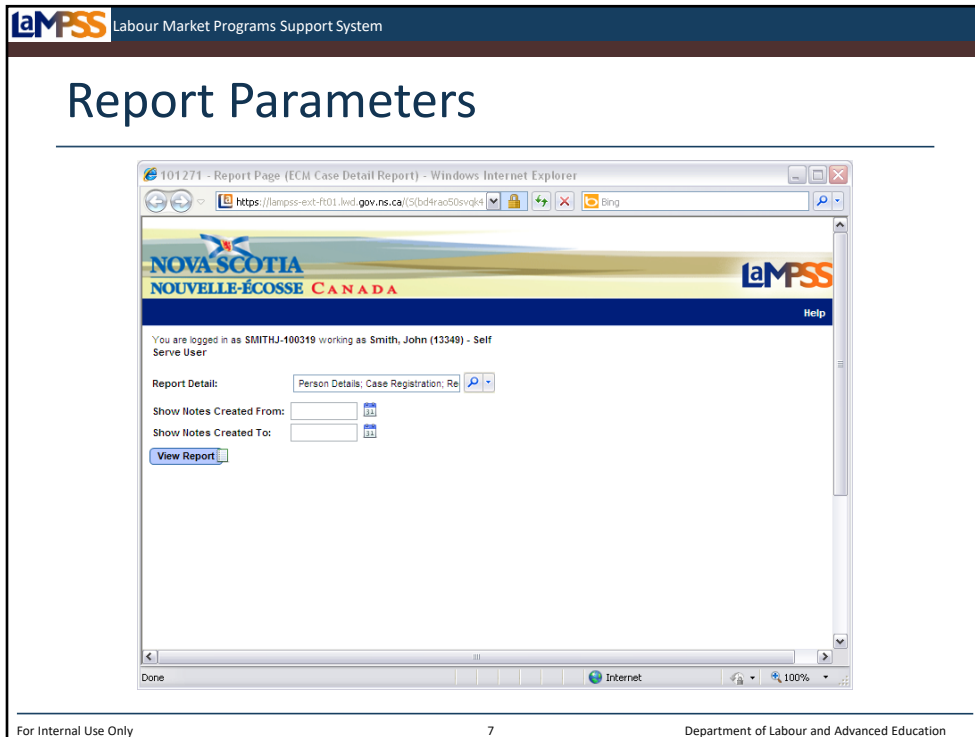 LaMPSS Labour Market Programs Support System
Report Parameters
101271 - Report Page (ECM Case Detail Report) - Windows Internet Explorer
https://lampss-ext-ft01.lwd.gov.ns.ca/(S(bd4rao50svqk4 Bing
NOVA SCOTIA
NOUVELLE-ÉCOSSE CANADA
LaMPSS
Help
You are logged in as SMITHJ-100319 working as Smith, John (13349) - Self
Serve User
Report Detail: Person Details; Case Registration; Re
Show Notes Created From: 31
Show Notes Created To: 31
View Report
Done Internet 100%
For Internal Use Only 7 Department of Labour and Advanced Education